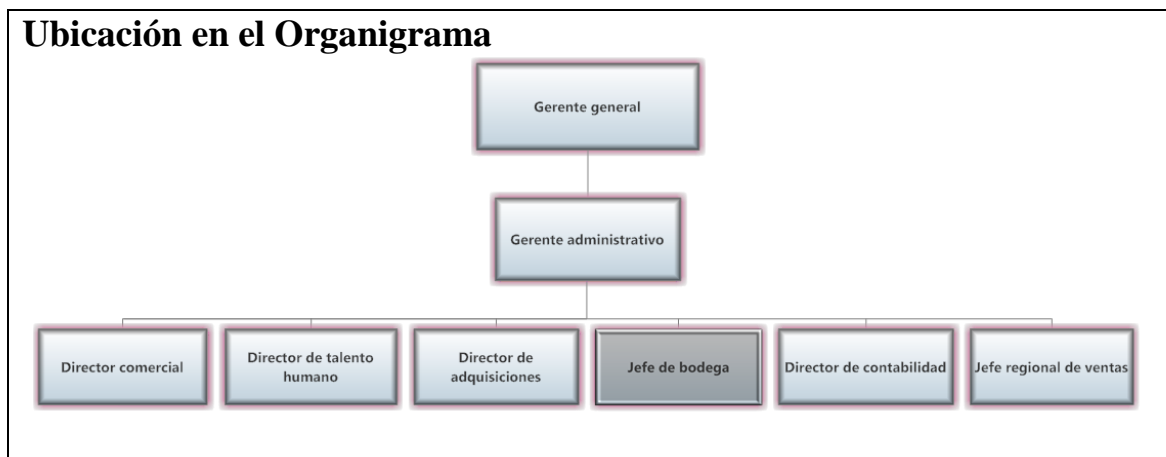 Ubicación en el Organigrama
Gerente general
Gerente administrativo
Director comercial
Director de talento
humano
Director de
adquisiciones
Jefe de bodega
Director de contabilidad
Jefe regional de ventas